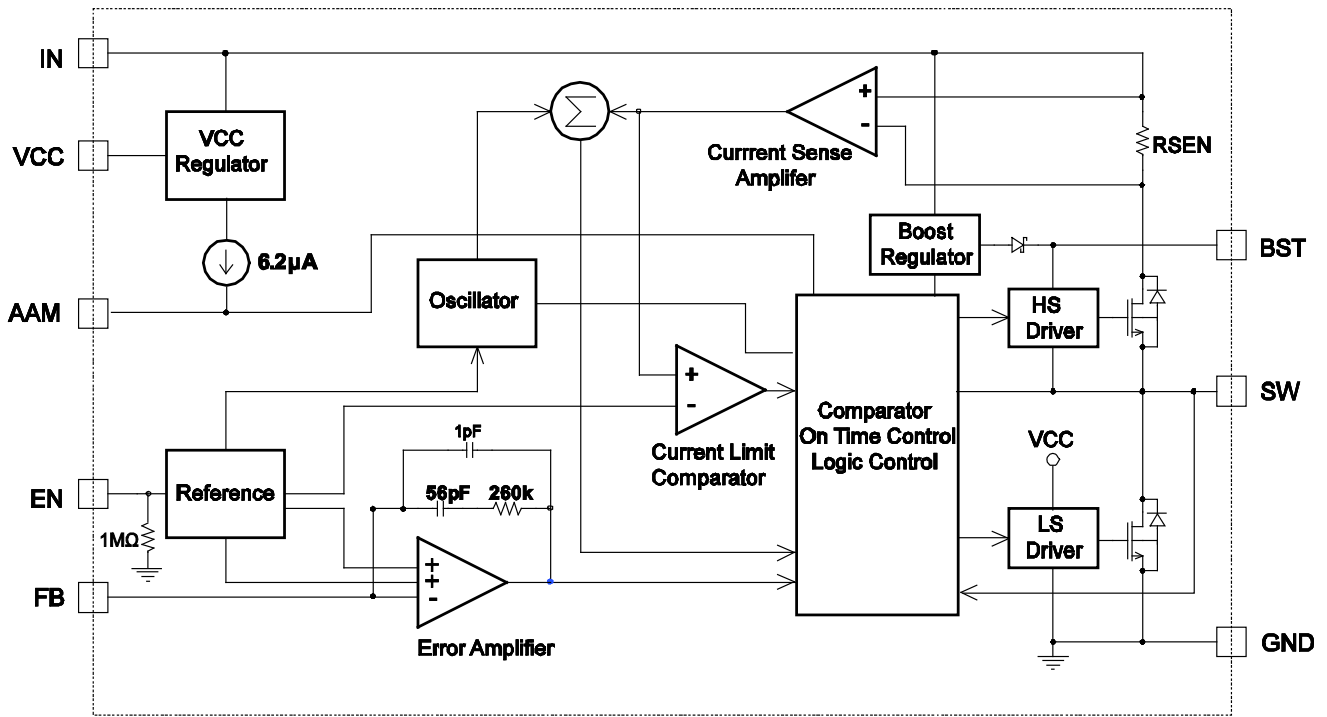 IN
VCC
VCC
Regulator
Σ
+
-
Currrent Sense
Amplifer
RSEN
6.2µA
AAM
Oscillator
Boost
Regulator
BST
HS
Driver
+
-
Current Limit
Comparator
Comparator
On Time Control
Logic Control
SW
VCC
1pF
56pF
260k
EN
Reference
1MΩ
LS
Driver
FB
+
+
-
Error Amplifier
GND